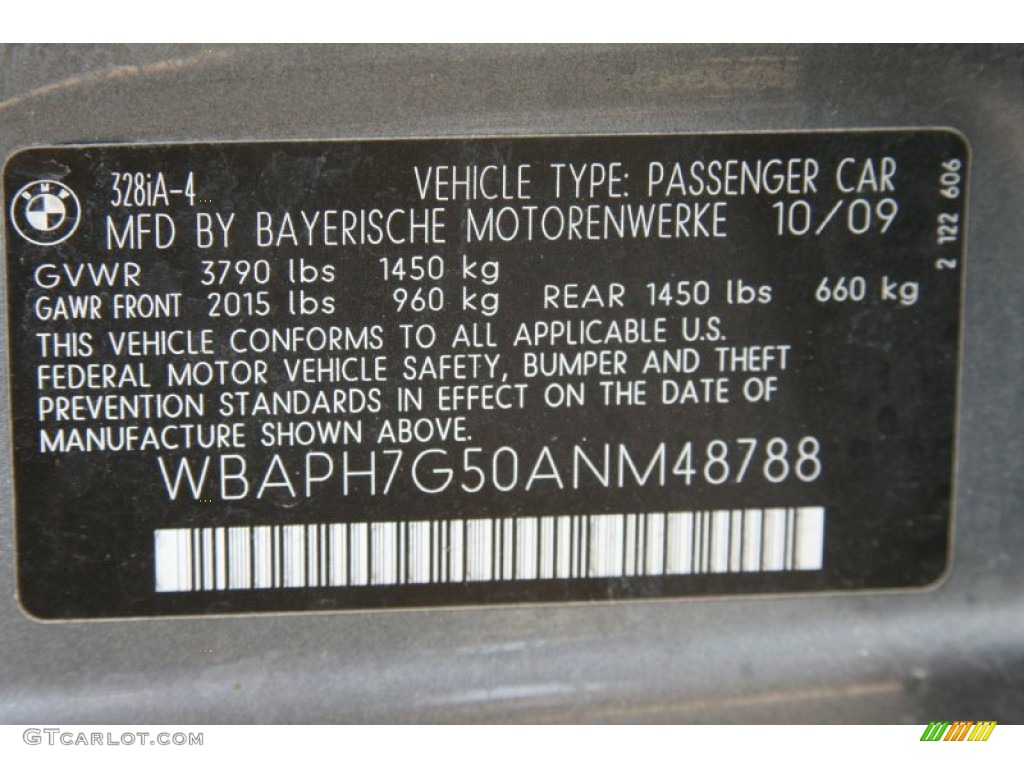 328iA-4 VEHICLE TYPE: PASSENGER CAR
MFD BY BAYERISCHE MOTORENWERKE 10/09
GVWR 3790 lbs 1450 kg
GAWR FRONT 2015 lbs 960 kg REAR 1450 lbs 660 kg
THIS VEHICLE CONFORMS TO ALL APPLICABLE U.S.
FEDERAL MOTOR VEHICLE SAFETY, BUMPER AND THEFT
PREVENTION STANDARDS IN EFFECT ON THE DATE OF
MANUFACTURE SHOWN ABOVE.
WBAPH7G50ANM48788
2 122 606
BMW
GTCARLOT.COM